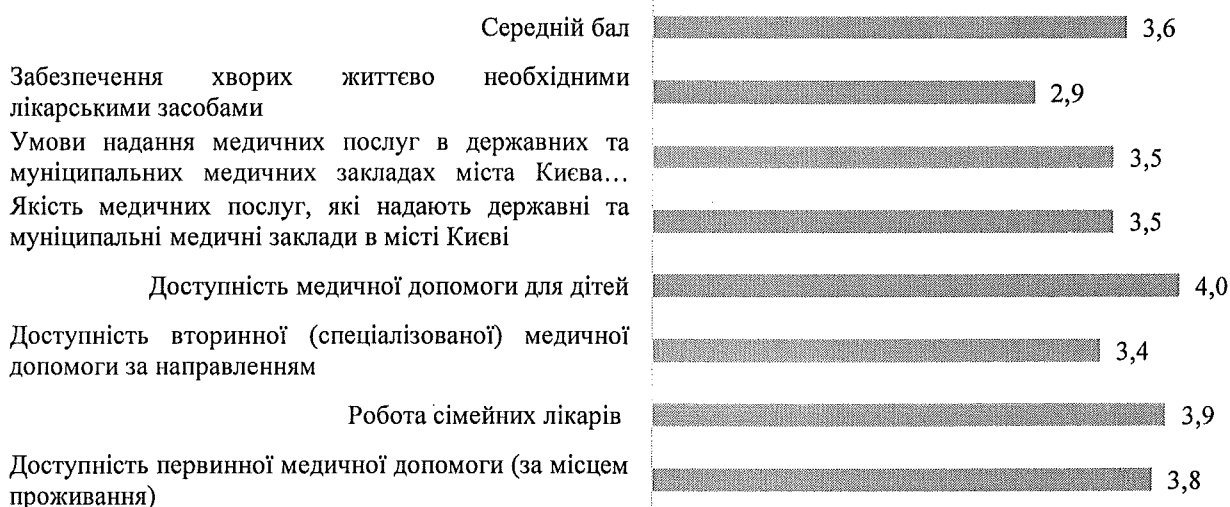 Середній бал 3,6
Забезпечення хворих життєво необхідними
лікарськими засобами 2,9
Умови надання медичних послуг в державних та
муніципальних медичних закладах міста Києва... 3,5
Якість медичних послуг, які надають державні та
муніципальні медичні заклади в місті Києві 3,5
Доступність медичної допомоги для дітей 4,0
Доступність вторинної (спеціалізованої) медичної
допомоги за направленням 3,4
Робота сімейних лікарів 3,9
Доступність первинної медичної допомоги (за місцем
проживання) 3,8